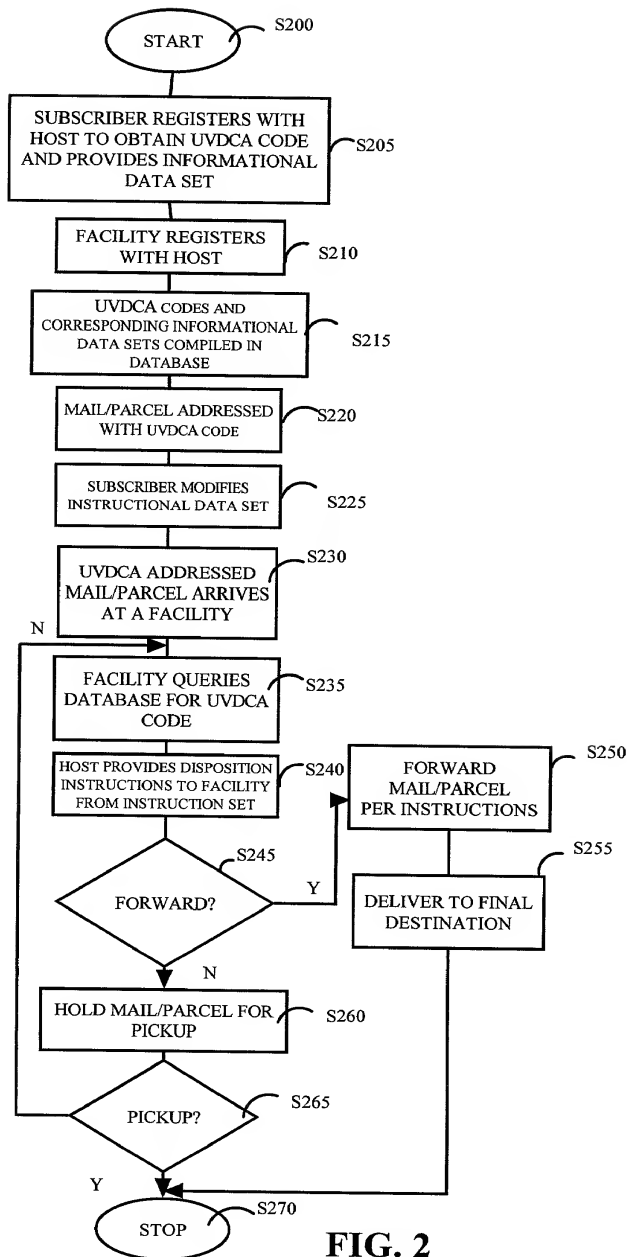 START
S200
SUBSCRIBER REGISTERS WITH
HOST TO OBTAIN UVDCA CODE
AND PROVIDES INFORMATIONAL
DATA SET
S205
FACILITY REGISTERS
WITH HOST
S210
UVDCA CODES AND
CORRESPONDING INFORMATIONAL
DATA SETS COMPILED IN
DATABASE
S215
MAIL/PARCEL ADDRESSED
WITH UVDCA CODE
S220
SUBSCRIBER MODIFIES
INSTRUCTIONAL DATA SET
S225
UVDCA ADDRESSED
MAIL/PARCEL ARRIVES
AT A FACILITY
S230
N
FACILITY QUERIES
DATABASE FOR UVDCA
CODE
S235
HOST PROVIDES DISPOSITION
INSTRUCTIONS TO FACILITY
FROM INSTRUCTION SET
S240
FORWARD
MAIL/PARCEL
PER INSTRUCTIONS
S250
FORWARD?
S245
Y
DELIVER TO FINAL
DESTINATION
S255
N
HOLD MAIL/PARCEL FOR
PICKUP
S260
PICKUP?
S265
Y
STOP
S270
FIG. 2